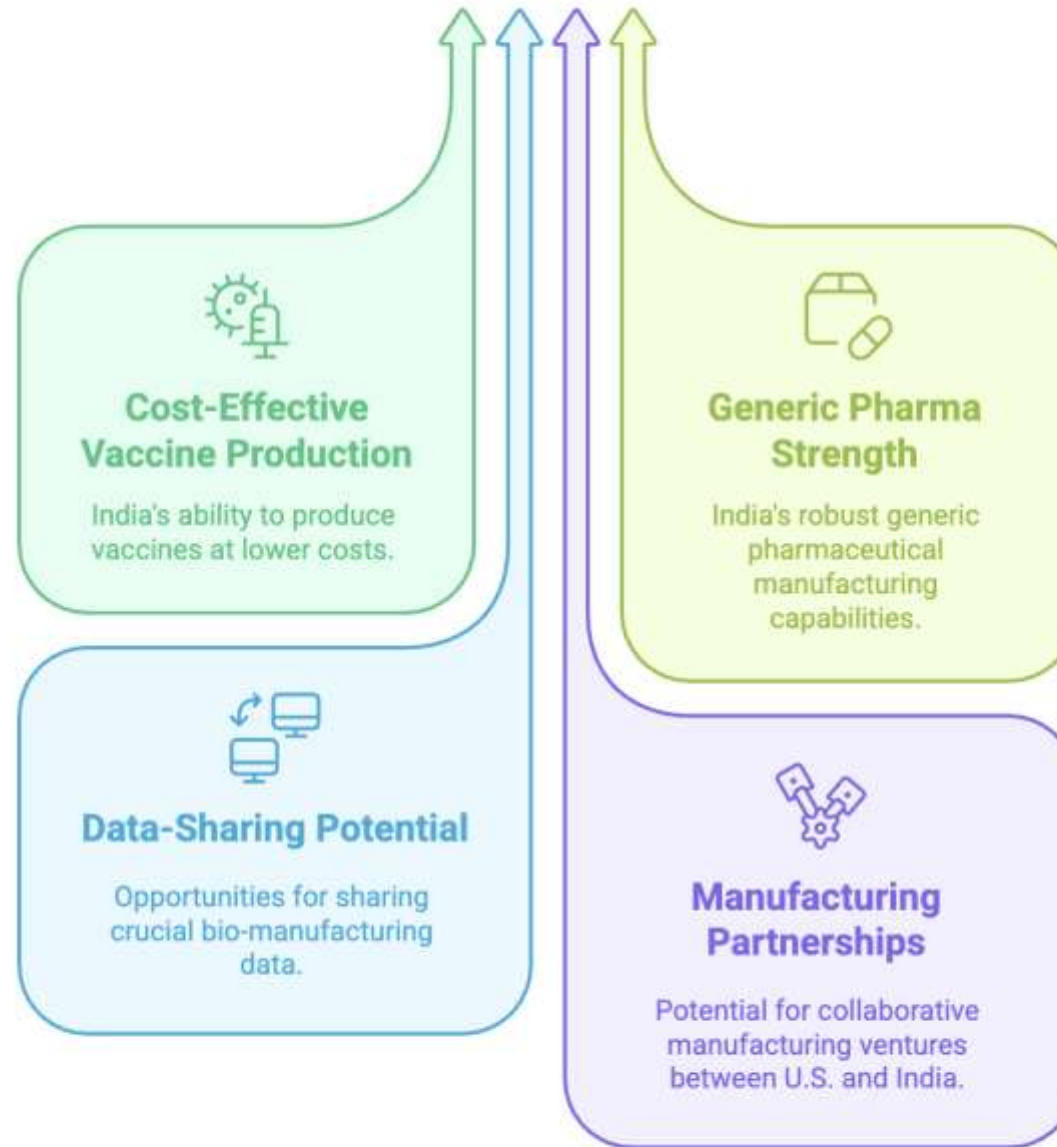 Cost-Effective
Vaccine Production
India's ability to produce
vaccines at lower costs.
Generic Pharma
Strength
India's robust generic
pharmaceutical
manufacturing
capabilities.
Data-Sharing Potential
Opportunities for sharing
crucial bio-manufacturing
data.
Manufacturing
Partnerships
Potential for collaborative
manufacturing ventures
between U.S. and India.